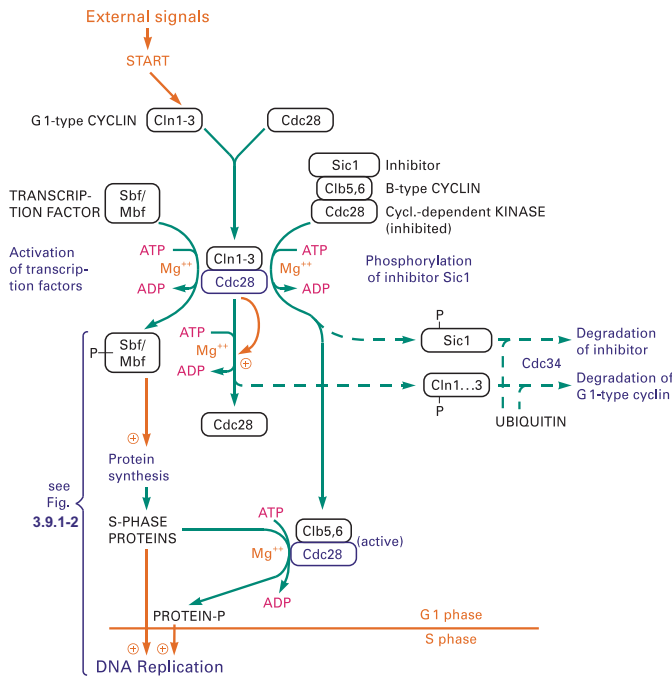 External signals
START
G1-type CYCLIN
Cln1-3
Cdc28
Sic1
Inhibitor
Clb5,6
B-type CYCLIN
Cdc28
Cycl.-dependent KINASE
(inhibited)
TRANSCRIP-
TION FACTOR
Sbf/
Mbf
Activation
of transcrip-
tion factors
ATP
Mg++
ADP
Cln1-3
Cdc28
ATP
Mg++
ADP
Phosphorylation
of inhibitor Sic1
P
Sbf/
Mbf
ATP
Mg++
ADP
+
Cdc28
P
Sic1
Degradation
of inhibitor
Cdc34
Cln1...3
P
Degradation of
G1-type cyclin
UBIQUITIN
+
Protein
synthesis
see
Fig.
3.9.1-2
S-PHASE
PROTEINS
ATP
Mg++
ADP
Clb5,6
Cdc28
(active)
PROTEIN-P
G1 phase
S phase
+
+
DNA Replication